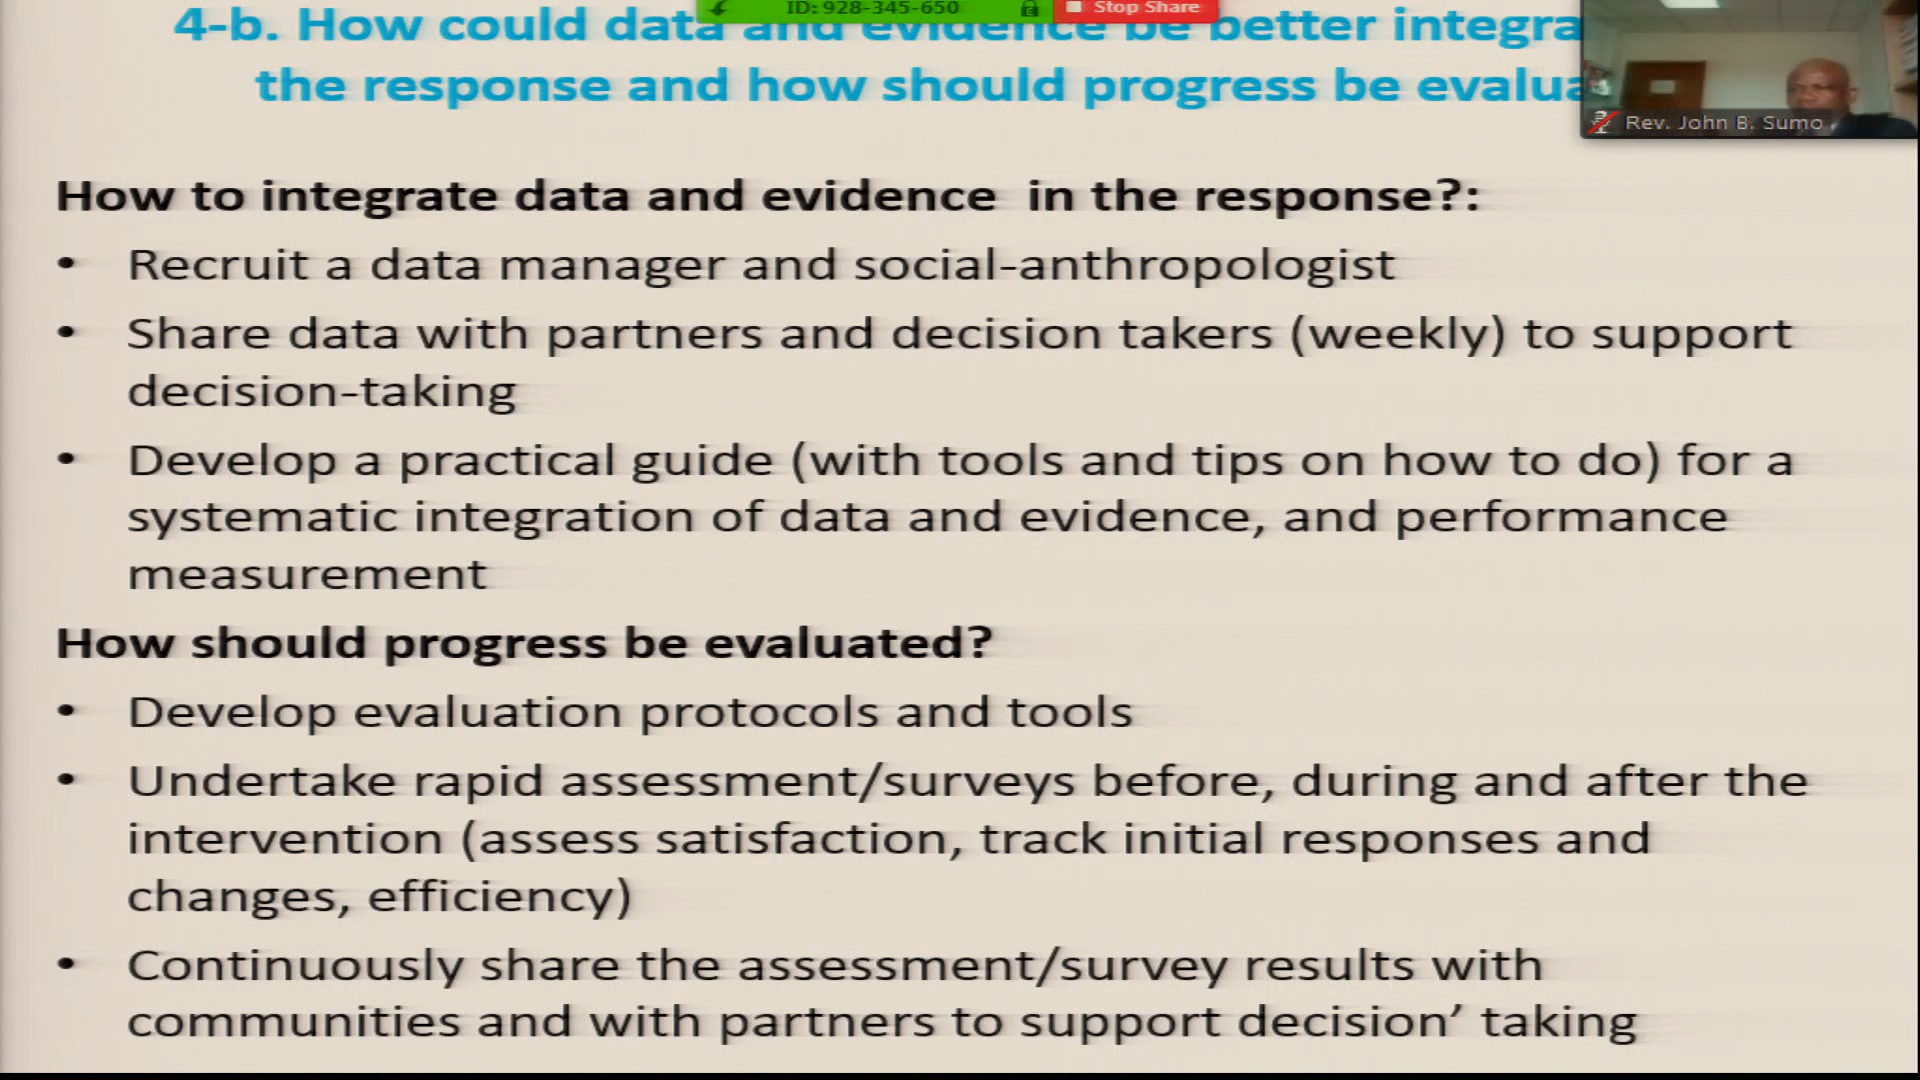 ID: 928-345-650
Stop Share
4-b. How could data and evidence be better integra
the response and how should progress be evalua
Rev. John B. Sumo
How to integrate data and evidence in the response?:
• Recruit a data manager and social-anthropologist
• Share data with partners and decision takers (weekly) to support
decision-taking
• Develop a practical guide (with tools and tips on how to do) for a
systematic integration of data and evidence, and performance
measurement
How should progress be evaluated?
• Develop evaluation protocols and tools
• Undertake rapid assessment/surveys before, during and after the
intervention (assess satisfaction, track initial responses and
changes, efficiency)
• Continuously share the assessment/survey results with
communities and with partners to support decision’ taking